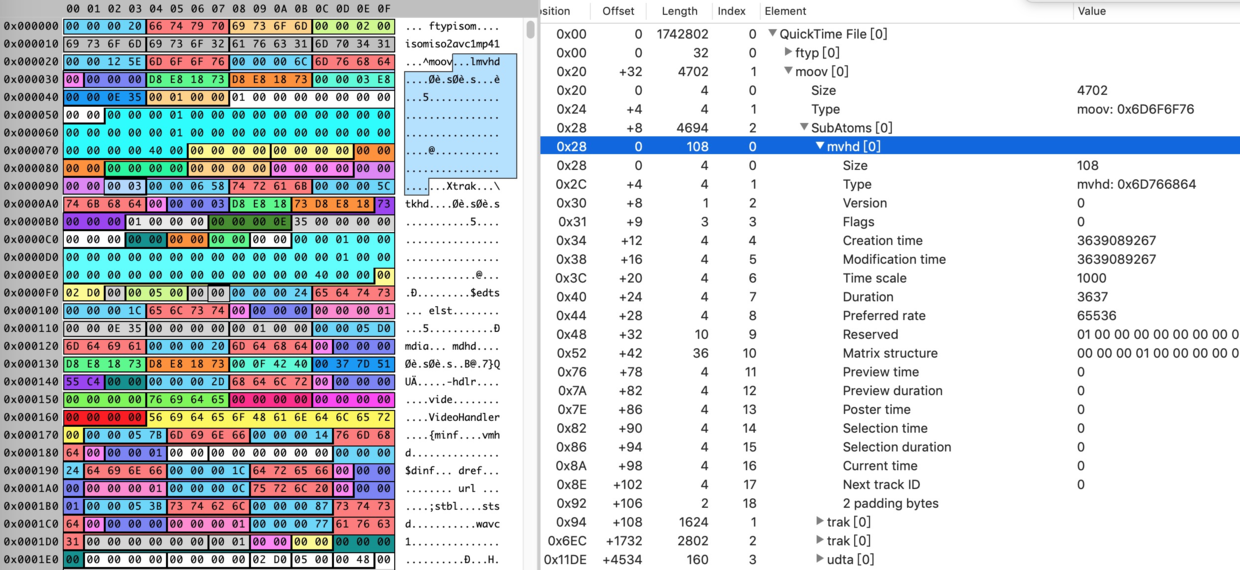 00 01 02 03 04 05 06 07 08 09 0A 0B 0C 0D 0E 0F
0x000000 00 00 00 20 66 74 79 70 69 73 6F 6D 00 00 02 00 ... ftypisom....
0x000010 69 73 6F 6D 69 73 6F 32 61 76 63 31 6D 70 34 31 isomiso2avc1mp41
0x000020 00 00 12 5E 6D 6F 6F 76 00 00 00 6C 6D 76 68 64 ...^moov...lmvhd
0x000030 00 00 00 00 D8 E8 18 73 D8 E8 18 73 00 00 03 E8 ....Øè.sØè.s...è
0x000040 00 00 0E 35 00 01 00 00 01 00 00 00 00 00 00 00 ...5............
0x000050 00 00 00 00 00 01 00 00 00 00 00 00 00 00 00 00 ................
0x000060 00 00 00 00 00 01 00 00 00 00 00 00 00 00 00 00 ................
0x000070 00 00 00 00 40 00 00 00 00 00 00 00 00 00 00 00 ....@...........
0x000080 00 00 00 00 00 00 00 00 00 00 00 00 00 00 00 00 ................
0x000090 00 00 00 03 00 00 06 58 74 72 61 6B 00 00 00 5C .......Xtrak...\
0x0000A0 74 6B 68 64 00 00 00 03 D8 E8 18 73 D8 E8 18 73 tkhd....Øè.sØè.s
0x0000B0 00 00 00 01 00 00 00 00 00 00 0E 35 00 00 00 00 ...........5....
0x0000C0 00 00 00 00 00 00 00 00 00 00 00 00 00 01 00 00 ................
0x0000D0 00 00 00 00 00 00 00 00 00 00 00 00 00 01 00 00 ................
0x0000E0 00 00 00 00 00 00 00 00 00 00 00 00 40 00 00 00 ............@...
0x0000F0 02 D0 00 00 05 00 00 00 00 00 00 24 65 64 74 73 .Ð.........$edts
0x000100 00 00 00 1C 65 6C 73 74 00 00 00 00 00 00 00 01 ....elst........
0x000110 00 00 0E 35 00 00 00 00 00 01 00 00 00 00 05 D0 ...5...........Ð
0x000120 6D 64 69 61 00 00 00 20 6D 64 68 64 00 00 00 00 mdia... mdhd....
0x000130 D8 E8 18 73 D8 E8 18 73 00 0F 42 40 00 37 7D 51 Øè.sØè.s..B@.7}Q
0x000140 55 C4 00 00 00 00 00 2D 68 64 6C 72 00 00 00 00 UÄ.....-hdlr....
0x000150 00 00 00 00 76 69 64 65 00 00 00 00 00 00 00 00 ....vide........
0x000160 00 00 00 00 56 69 64 65 6F 48 61 6E 64 6C 65 72 ....VideoHandler
0x000170 00 00 00 05 7B 6D 69 6E 66 00 00 00 14 76 6D 68 ....{minf....vmh
0x000180 64 00 00 00 01 00 00 00 00 00 00 00 00 00 00 00 d...............
0x000190 24 64 69 6E 66 00 00 00 1C 64 72 65 66 00 00 00 $dinf....dref...
0x0001A0 00 00 00 00 01 00 00 00 0C 75 72 6C 20 00 00 00 .........url ...
0x0001B0 01 00 00 05 3B 73 74 62 6C 00 00 00 87 73 74 73 ....;stbl....sts
0x0001C0 64 00 00 00 00 00 00 00 01 00 00 00 77 61 76 63 d...........wavc
0x0001D0 31 00 00 00 00 00 00 00 01 00 00 00 00 00 00 00 1...............
0x0001E0 00 00 00 00 00 00 00 00 00 02 D0 05 00 00 48 00 ..........Ð...H.
sition Offset Length Index Element Value
0x00 0 1742802 0 QuickTime File [0]
0x00 0 32 0 ftyp [0]
0x20 +32 4702 1 moov [0]
0x20 0 4 0 Size 4702
0x24 +4 4 1 Type moov: 0x6D6F6F76
0x28 +8 4694 2 SubAtoms [0]
0x28 0 108 0 mvhd [0]
0x28 0 4 0 Size 108
0x2C +4 4 1 Type mvhd: 0x6D766864
0x30 +8 1 2 Version 0
0x31 +9 3 3 Flags 0
0x34 +12 4 4 Creation time 3639089267
0x38 +16 4 5 Modification time 3639089267
0x3C +20 4 6 Time scale 1000
0x40 +24 4 7 Duration 3637
0x44 +28 4 8 Preferred rate 65536
0x48 +32 10 9 Reserved 01 00 00 00 00 00 00 0
0x52 +42 36 10 Matrix structure 00 00 00 01 00 00 00 0
0x76 +78 4 11 Preview time 0
0x7A +82 4 12 Preview duration 0
0x7E +86 4 13 Poster time 0
0x82 +90 4 14 Selection time 0
0x86 +94 4 15 Selection duration 0
0x8A +98 4 16 Current time 0
0x8E +102 4 17 Next track ID 0
0x92 +106 2 18 2 padding bytes
0x94 +108 1624 1 trak [0]
0x6EC +1732 2802 2 trak [0]
0x11DE +4534 160 3 udta [0]